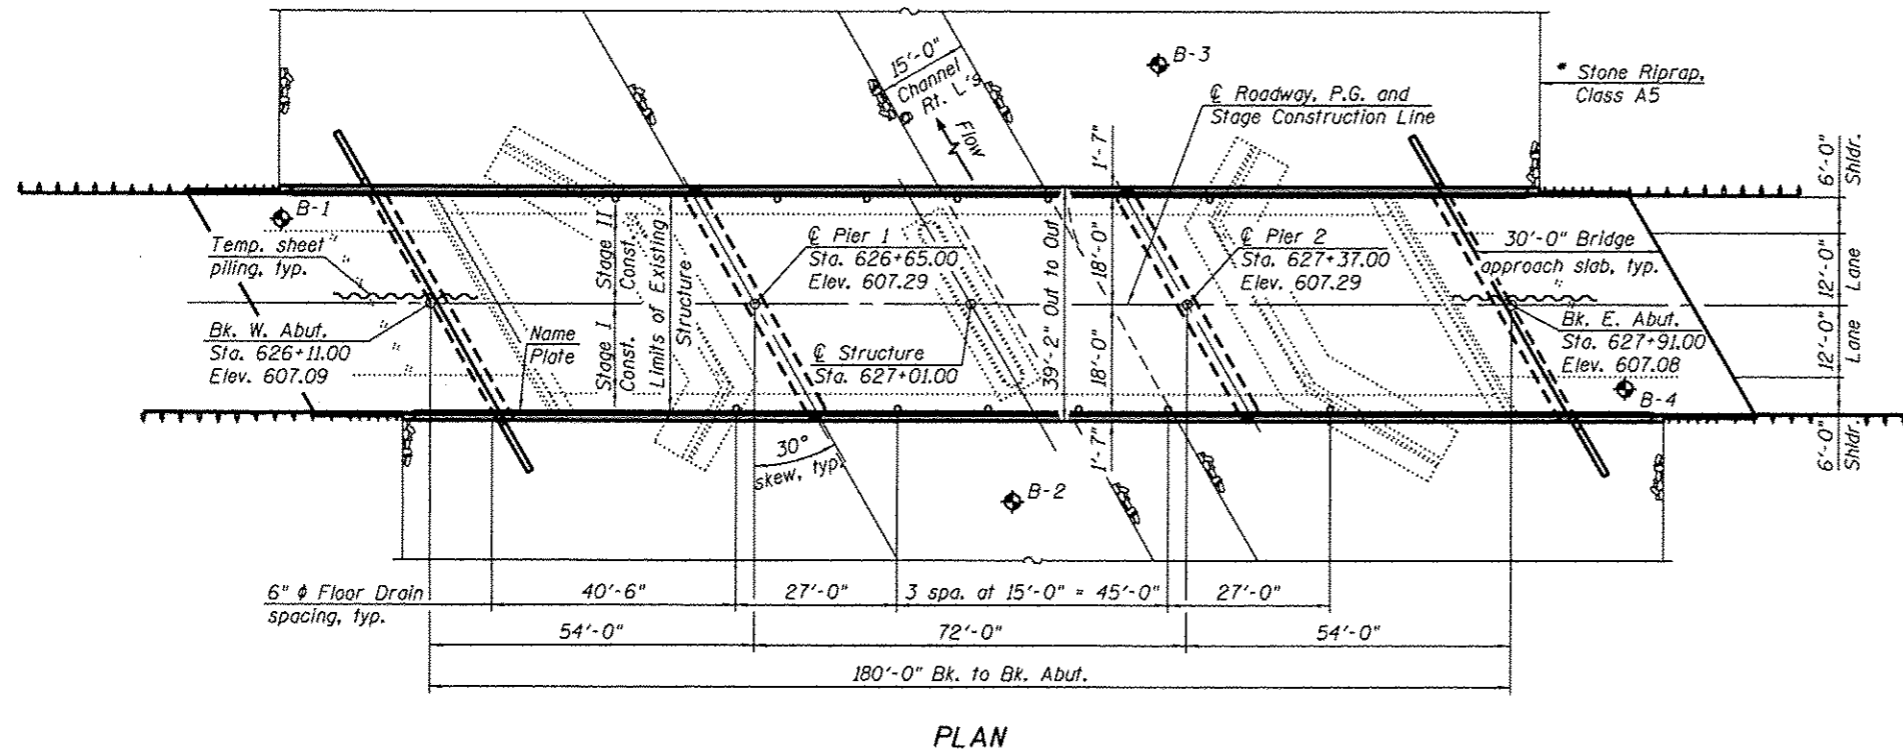 15'-0"
Channel
Rt. L 's
Flow
B-3
* Stone Riprap,
Class A5
℄ Roadway, P.G. and
Stage Construction Line
1'-7"
6'-0"
Shldr.
B-1
Temp. sheet
piling, typ.
Stage II
Const.
Limits of Existing
Structure
℄ Pier 1
Sta. 626+65.00
Elev. 607.29
39'-2" Out to Out
18'-0"
℄ Pier 2
Sta. 627+37.00
Elev. 607.29
30'-0" Bridge
approach slab, typ.
12'-0"
Lane
Bk. W. Abut.
Sta. 626+11.00
Elev. 607.09
Name
Plate
Stage I
Const.
℄ Structure
Sta. 627+01.00
18'-0"
Bk. E. Abut.
Sta. 627+91.00
Elev. 607.08
12'-0"
Lane
B-4
30°
skew, typ.
1'-7"
6'-0"
Shldr.
B-2
6" ϕ Floor Drain
spacing, typ.
40'-6"
27'-0"
3 spa. at 15'-0" = 45'-0"
27'-0"
54'-0"
72'-0"
54'-0"
180'-0" Bk. to Bk. Abut.
PLAN